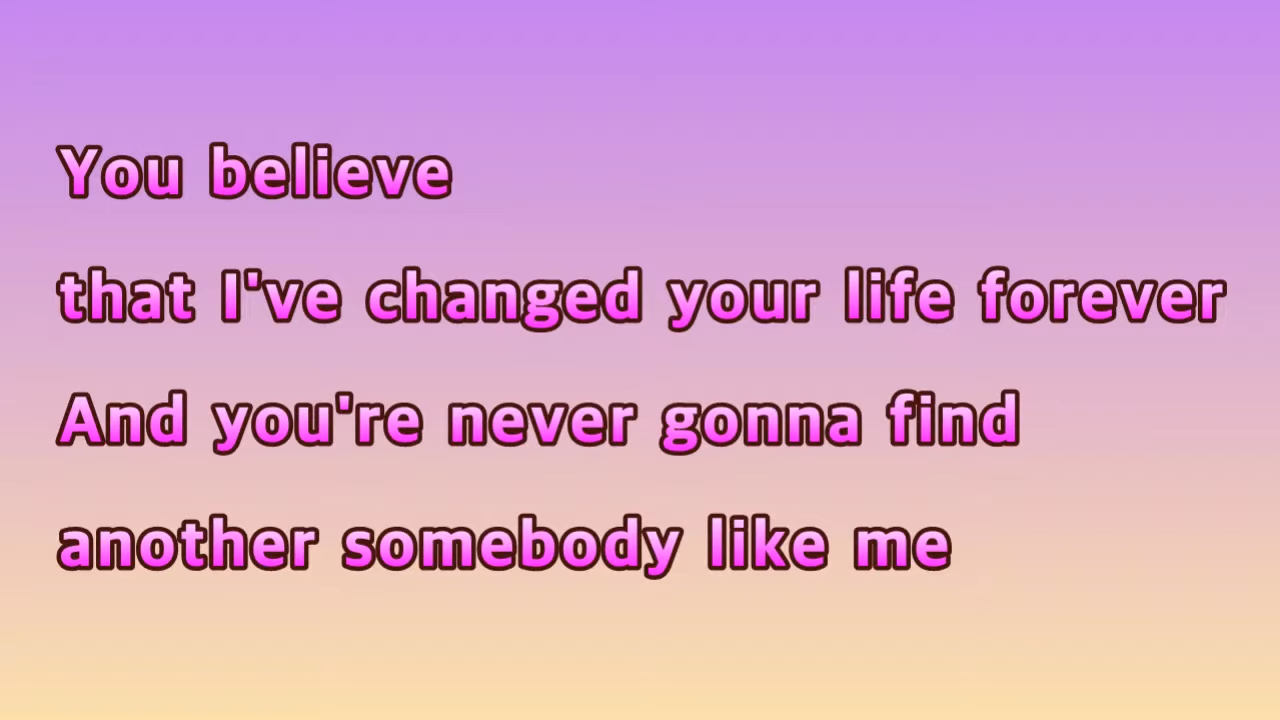 You believe
that I've changed your life forever
And you're never gonna find
another somebody like me